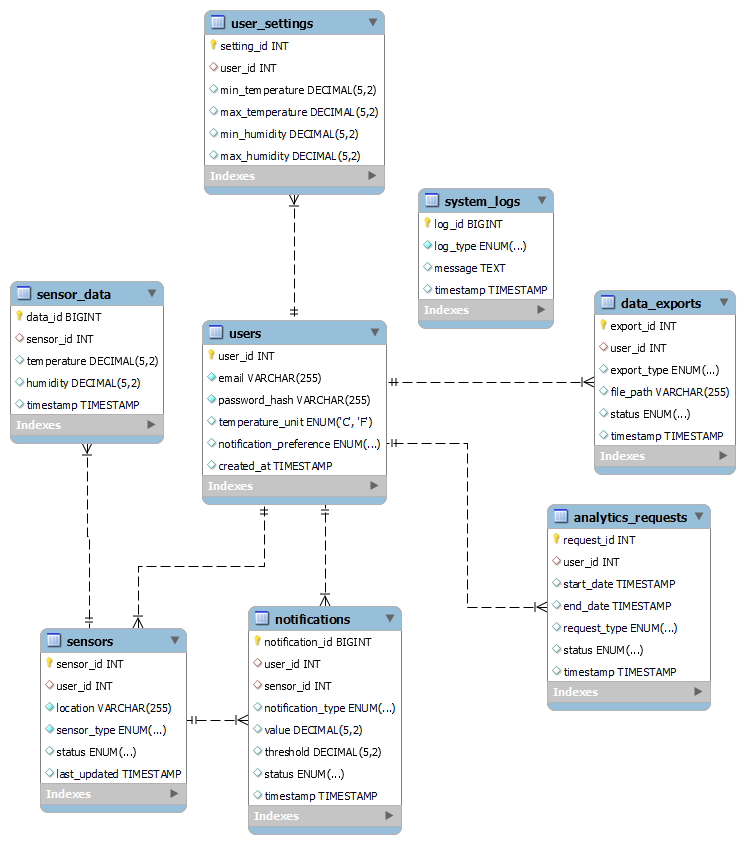 user_settings
setting_id INT
user_id INT
min_temperature DECIMAL(5,2)
max_temperature DECIMAL(5,2)
min_humidity DECIMAL(5,2)
max_humidity DECIMAL(5,2)
Indexes
system_logs
log_id BIGINT
log_type ENUM(...)
message TEXT
timestamp TIMESTAMP
Indexes
sensor_data
data_id BIGINT
sensor_id INT
temperature DECIMAL(5,2)
humidity DECIMAL(5,2)
timestamp TIMESTAMP
Indexes
users
user_id INT
email VARCHAR(255)
password_hash VARCHAR(255)
temperature_unit ENUM('C', 'F')
notification_preference ENUM(...)
created_at TIMESTAMP
Indexes
data_exports
export_id INT
user_id INT
export_type ENUM(...)
file_path VARCHAR(255)
status ENUM(...)
timestamp TIMESTAMP
Indexes
analytics_requests
request_id INT
user_id INT
start_date TIMESTAMP
end_date TIMESTAMP
request_type ENUM(...)
status ENUM(...)
timestamp TIMESTAMP
Indexes
sensors
sensor_id INT
user_id INT
location VARCHAR(255)
sensor_type ENUM(...)
status ENUM(...)
last_updated TIMESTAMP
Indexes
notifications
notification_id BIGINT
user_id INT
sensor_id INT
notification_type ENUM(...)
value DECIMAL(5,2)
threshold DECIMAL(5,2)
status ENUM(...)
timestamp TIMESTAMP
Indexes